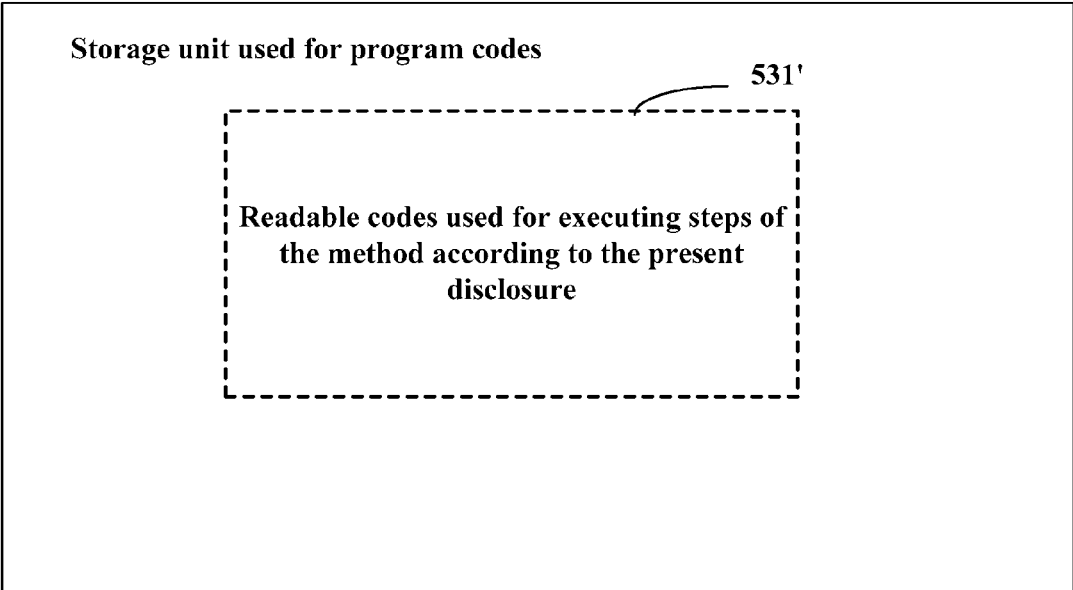 Storage unit used for program codes
531'
Readable codes used for executing steps of
the method according to the present
disclosure